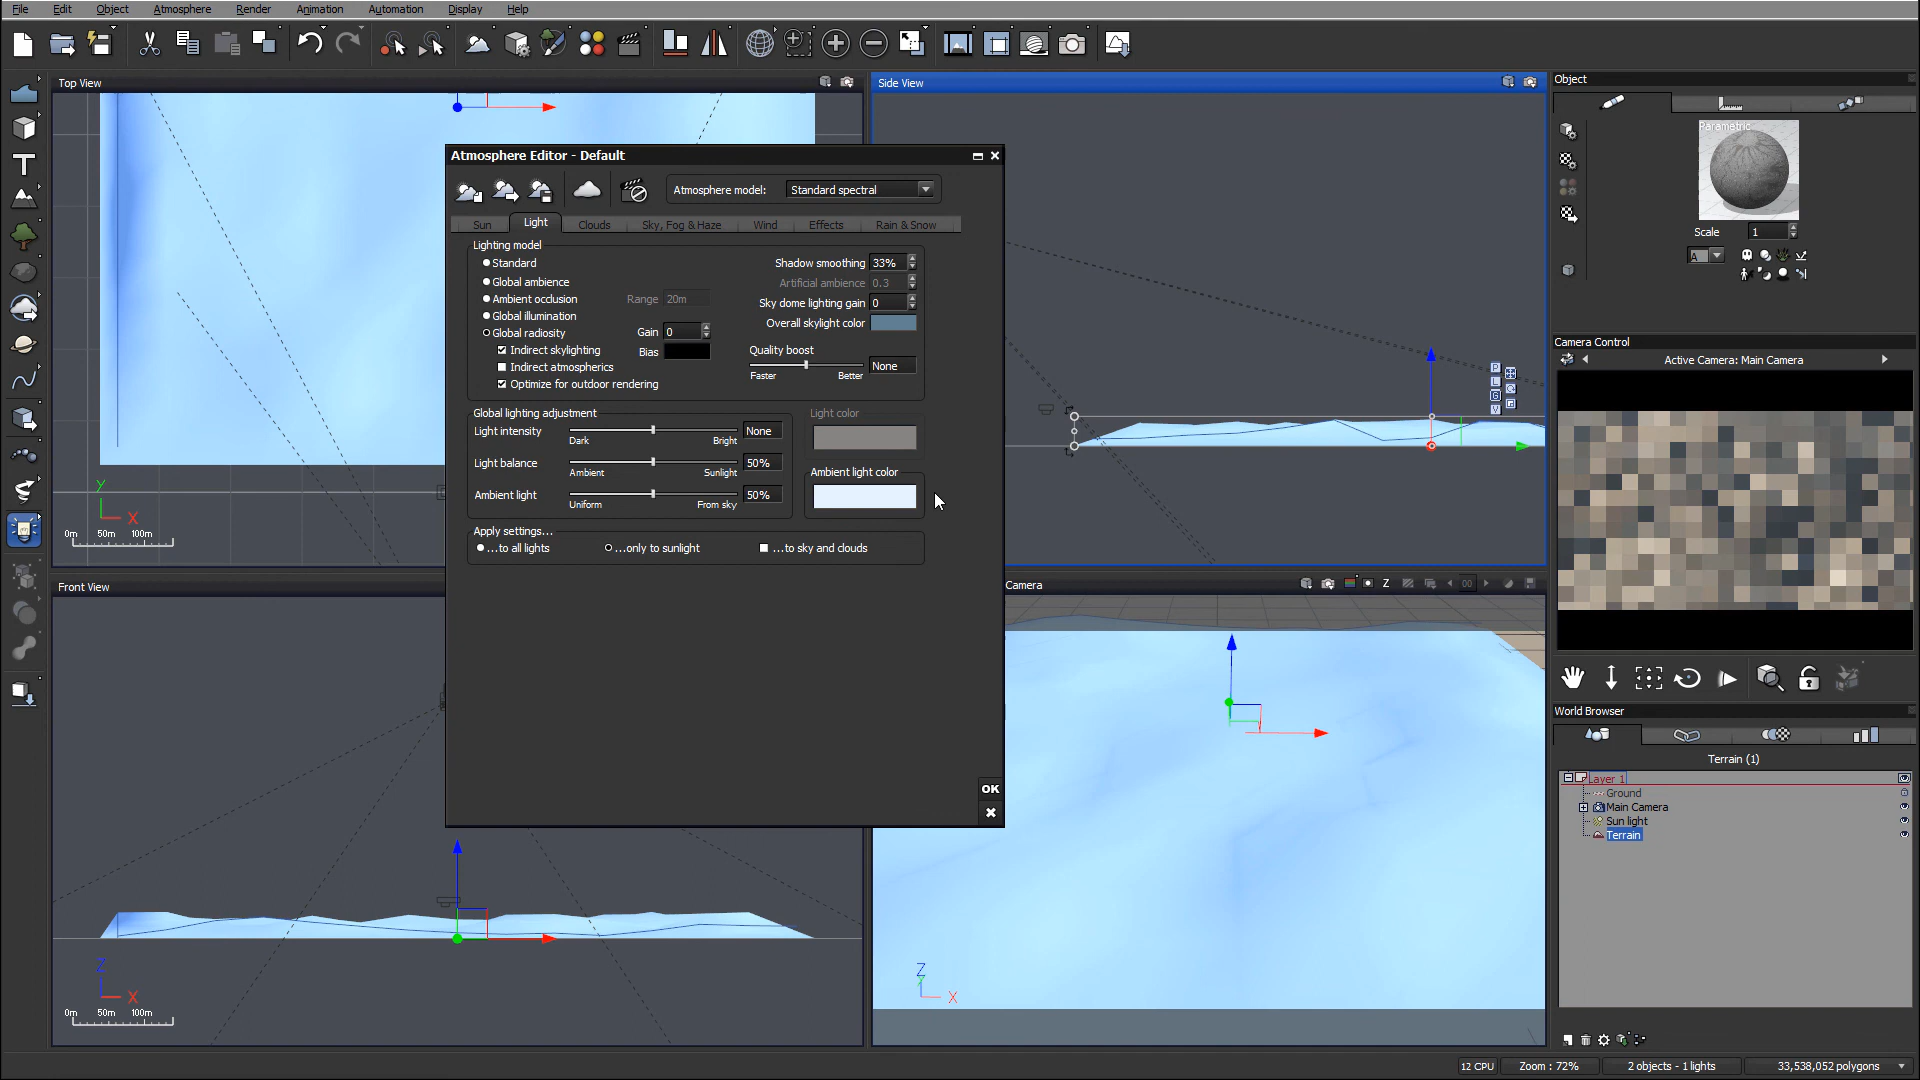 File Edit Object Atmosphere Render Animation Automation Display Help
Top View
Side View
Object
Parametric
Scale 1
A
Atmosphere Editor - Default
Atmosphere model: Standard spectral
Sun Light Clouds Sky, Fog & Haze Wind Effects Rain & Snow
Lighting model
Standard
Global ambience
Ambient occlusion Range 20m
Global illumination
Global radiosity Gain 0
Indirect skylighting Bias
Indirect atmospherics
Optimize for outdoor rendering
Shadow smoothing 33%
Artificial ambience 0.3
Sky dome lighting gain 0
Overall skylight color
Quality boost
None
Faster Better
Global lighting adjustment
Light intensity None
Dark Bright
Light balance 50%
Ambient Sunlight
Ambient light 50%
Uniform From sky
Light color
Ambient light color
Apply settings...
...to all lights ...only to sunlight ...to sky and clouds
OK
P
L
G
V
Y
X
0m 50m 100m
Front View
Z
X
0m 50m 100m
Camera
Z 00
Z
Y
X
Camera Control
Active Camera: Main Camera
World Browser
Terrain (1)
Layer 1
Ground
Main Camera
Sun light
Terrain
12 CPU Zoom : 72% 2 objects - 1 lights 33,538,052 polygons